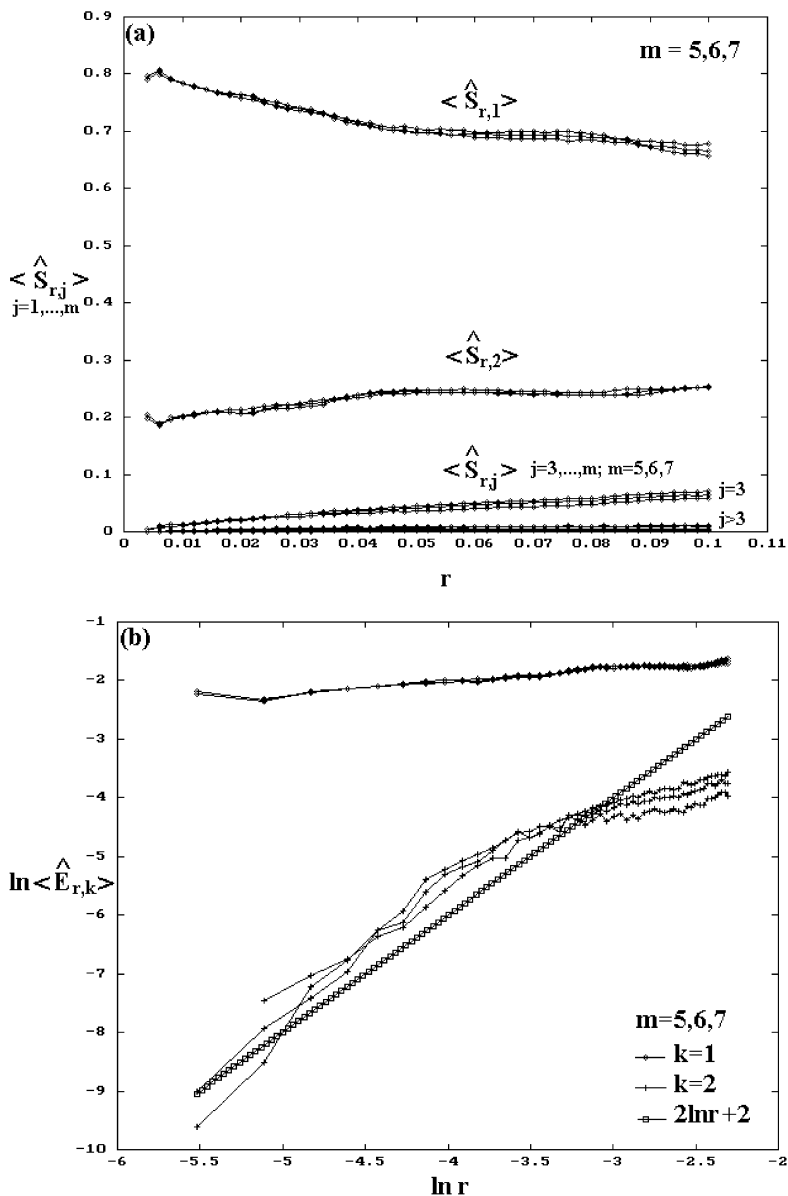 (a)
m = 5,6,7
0.9
0.8
0.7
0.6
0.5
0.4
0.3
0.2
0.1
0
< Ŝr,1 >
< Ŝr,j >
j=1,...,m
< Ŝr,2 >
< Ŝr,j > j=3,...,m; m=5,6,7
j=3
j>3
0 0.01 0.02 0.03 0.04 0.05 0.06 0.07 0.08 0.09 0.1 0.11
r
(b)
-1
-2
-3
-4
-5
-6
-7
-8
-9
-10
ln< Êr,k >
m=5,6,7
k=1
k=2
2lnr+2
-6 -5.5 -5 -4.5 -4 -3.5 -3 -2.5 -2
ln r